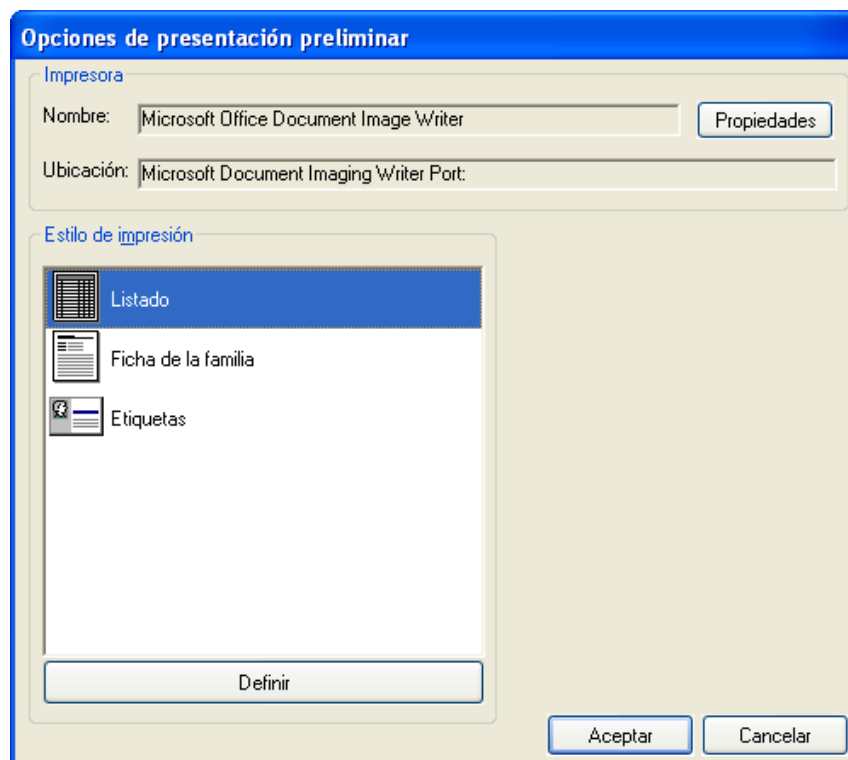 Opciones de presentación preliminar
Impresora
Nombre: Microsoft Office Document Image Writer Propiedades
Ubicación: Microsoft Document Imaging Writer Port:
Estilo de impresión
Listado
Ficha de la familia
Etiquetas
Definir
Aceptar Cancelar